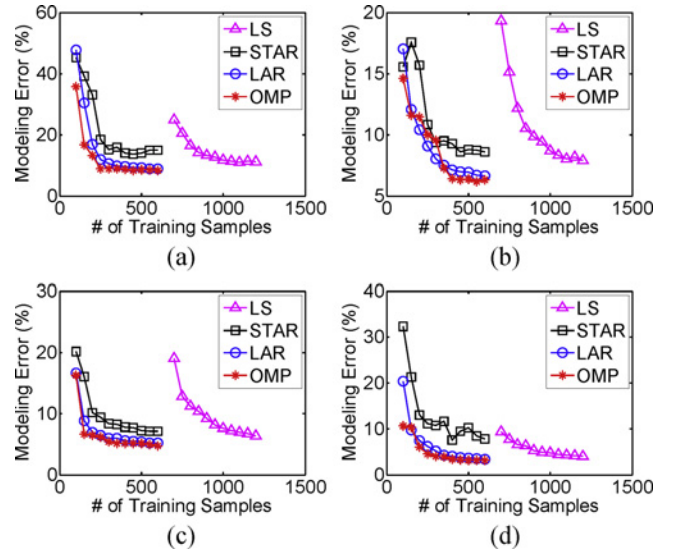 Modeling Error (%)
60
40
20
0
0 500 1000 1500
# of Training Samples
LS
STAR
LAR
OMP
(a)
Modeling Error (%)
20
15
10
5
0 500 1000 1500
# of Training Samples
LS
STAR
LAR
OMP
(b)
Modeling Error (%)
30
20
10
0
0 500 1000 1500
# of Training Samples
LS
STAR
LAR
OMP
(c)
Modeling Error (%)
40
30
20
10
0
0 500 1000 1500
# of Training Samples
LS
STAR
LAR
OMP
(d)